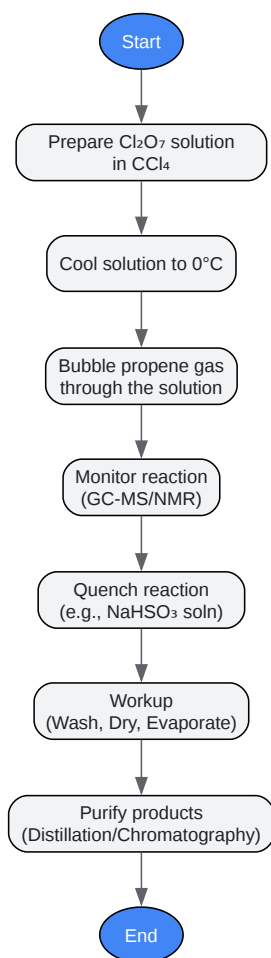 Start
Prepare Cl₂O₇ solution
in CCl₄
Cool solution to 0°C
Bubble propene gas
through the solution
Monitor reaction
(GC-MS/NMR)
Quench reaction
(e.g., NaHSO₃ soln)
Workup
(Wash, Dry, Evaporate)
Purify products
(Distillation/Chromatography)
End